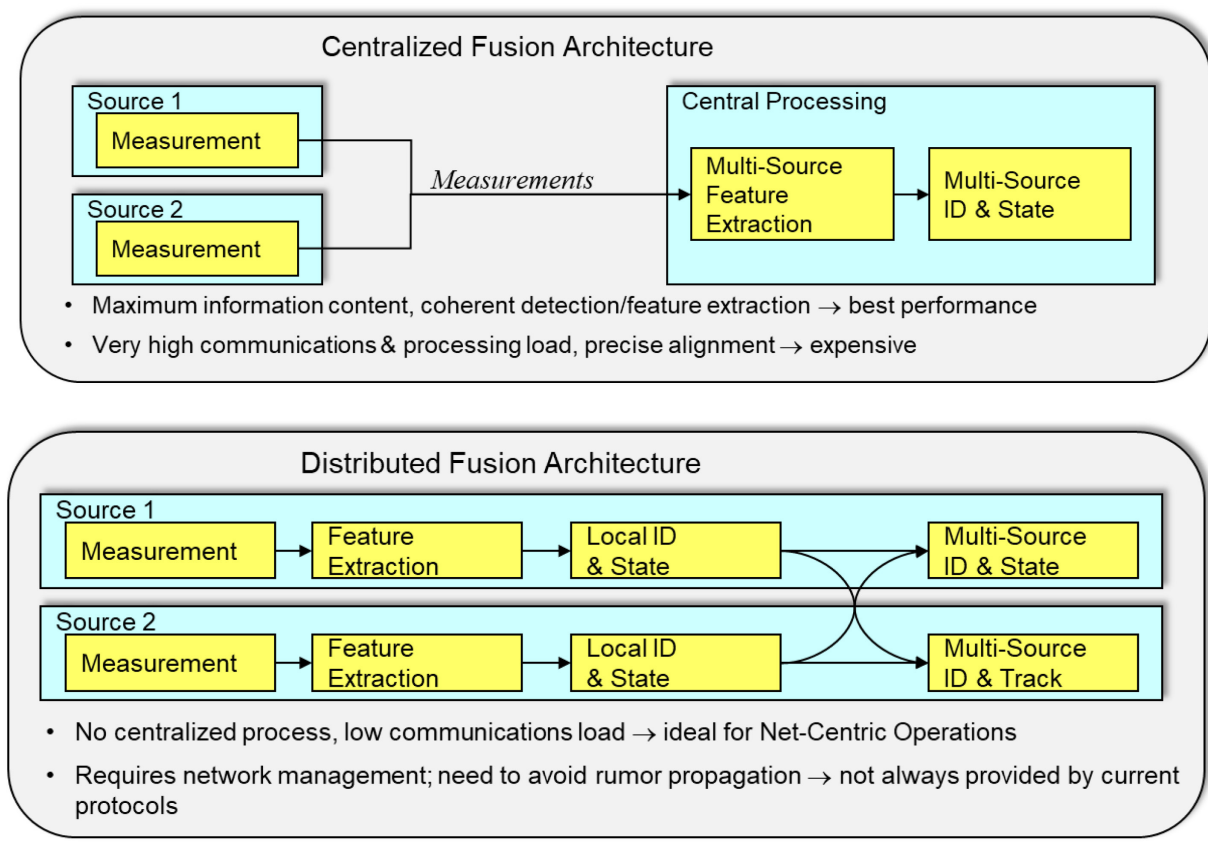 Centralized Fusion Architecture
Source 1
Measurement
Source 2
Measurement
Measurements
Central Processing
Multi-Source
Feature
Extraction
Multi-Source
ID & State
• Maximum information content, coherent detection/feature extraction → best performance
• Very high communications & processing load, precise alignment → expensive
Distributed Fusion Architecture
Source 1
Measurement
Feature
Extraction
Local ID
& State
Multi-Source
ID & State
Source 2
Measurement
Feature
Extraction
Local ID
& State
Multi-Source
ID & Track
• No centralized process, low communications load → ideal for Net-Centric Operations
• Requires network management; need to avoid rumor propagation → not always provided by current
protocols